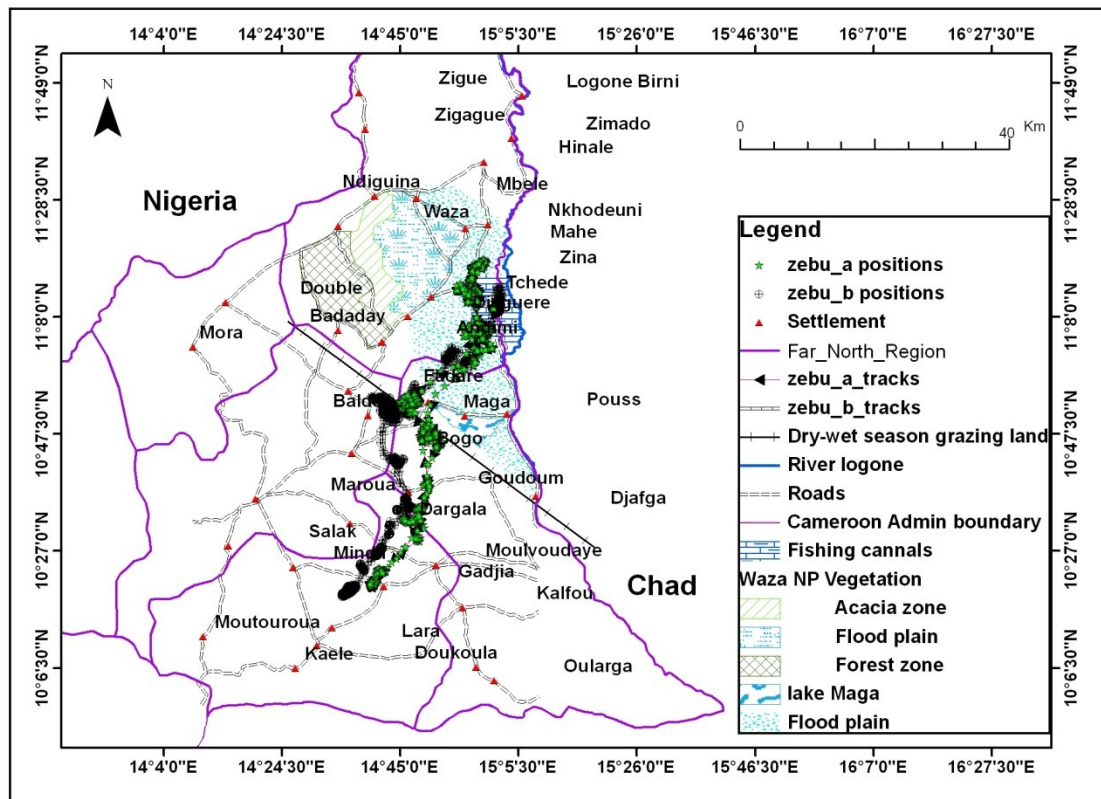 14°4'0"E 14°24'30"E 14°45'0"E 15°5'30"E 15°26'0"E 15°46'30"E 16°7'0"E 16°27'30"E
11°49'0"N
11°28'30"N
11°8'0"N
10°47'30"N
10°27'0"N
10°6'30"N
N
0 40 Km
Zigue
Logone Birni
Zigague
Zimado
Hinale
Ndiguina
Mbele
Nigeria
Waza
Nkhodeuni
Mahe
Zina
Double
Tchede
Badaday
Mora
Maga
Pouss
Bogo
Maroua
Goudoum
Djafga
Dargala
Salak
Moulvoudaye
Gadjia
Kalfou
Chad
Moutouroua
Lara
Kaele
Doukoula
Oularga
Legend
zebu_a positions
zebu_b positions
Settlement
Far_North_Region
zebu_a_tracks
zebu_b_tracks
Dry-wet season grazing land
River logone
Roads
Cameroon Admin boundary
Fishing cannals
Waza NP Vegetation
Acacia zone
Flood plain
Forest zone
lake Maga
Flood plain
11°49'0"N
11°28'30"N
11°8'0"N
10°47'30"N
10°27'0"N
10°6'30"N
14°4'0"E 14°24'30"E 14°45'0"E 15°5'30"E 15°26'0"E 15°46'30"E 16°7'0"E 16°27'30"E